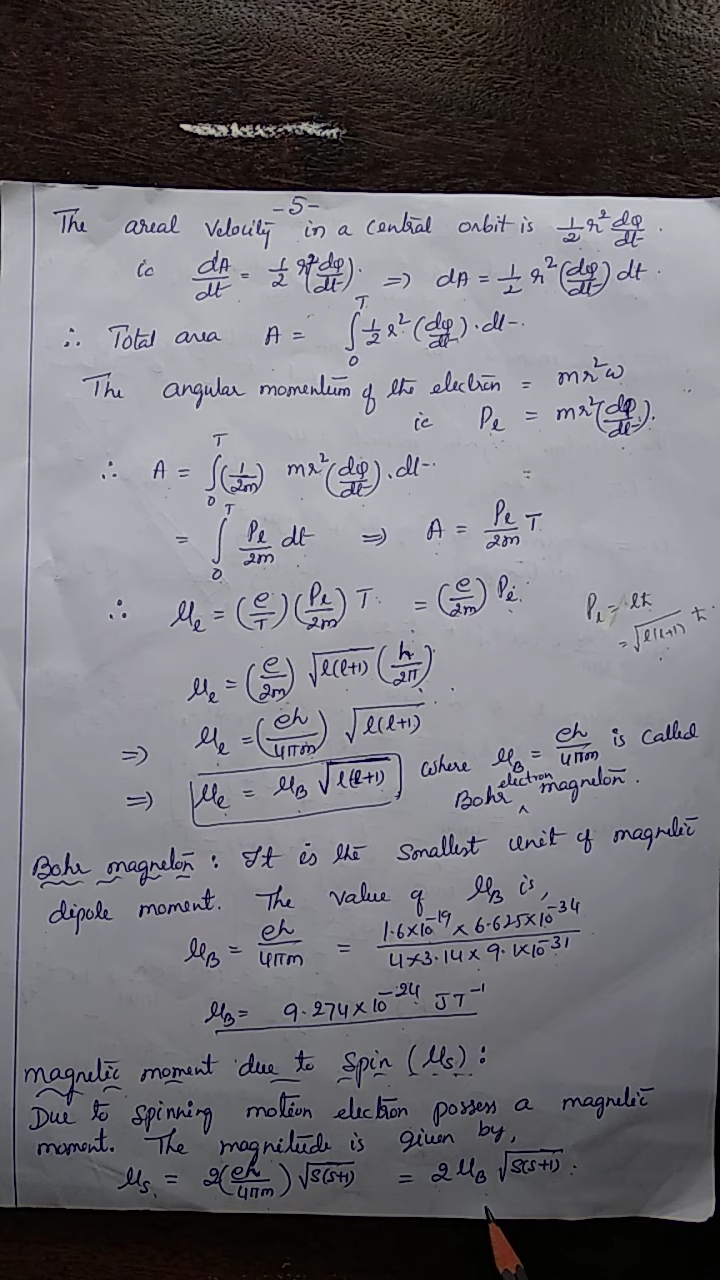 -5-
The areal velocity in a central orbit is 1/2 r² dφ/dt.
ie dA/dt = 1/2 r² (dφ/dt). ⇒ dA = 1/2 r² (dφ/dt) dt.
∴ Total area A = ∫₀ᵀ 1/2 r² (dφ/dt).dt.
The angular momentum of the electron = mr²ω
ie Pₗ = mr² (dφ/dt).
∴ A = ∫₀ᵀ (1/2m) mr² (dφ/dt).dt. =
= ∫₀ᵀ Pₗ/2m dt ⇒ A = Pₗ/2m T
∴ μₗ = (e/T) (Pₗ/2m) T. = (e/2m) Pₗ.
Pₗ = lħ
= √l(l+1) ħ.
μₗ = (e/2m) √l(l+1) (h/2π)
⇒ μₗ = (eh/4πm) √l(l+1)
⇒ μₗ = μB √l(l+1) where μB = eh/4πm is called
Bohr electron magneton.
Bohr magneton : It is the smallest unit of magnetic
dipole moment. The value of μB is,
μB = eh/4πm = 1.6×10⁻¹⁹ × 6.625×10⁻³⁴ / 4×3.14×9.1×10⁻³¹
μB = 9.274×10⁻²⁴ JT⁻¹
magnetic moment due to spin (μs) :
Due to spinning motion electron possess a magnetic
moment. The magnitude is given by,
μs = 2(eh/4πm) √s(s+1) = 2μB √s(s+1).